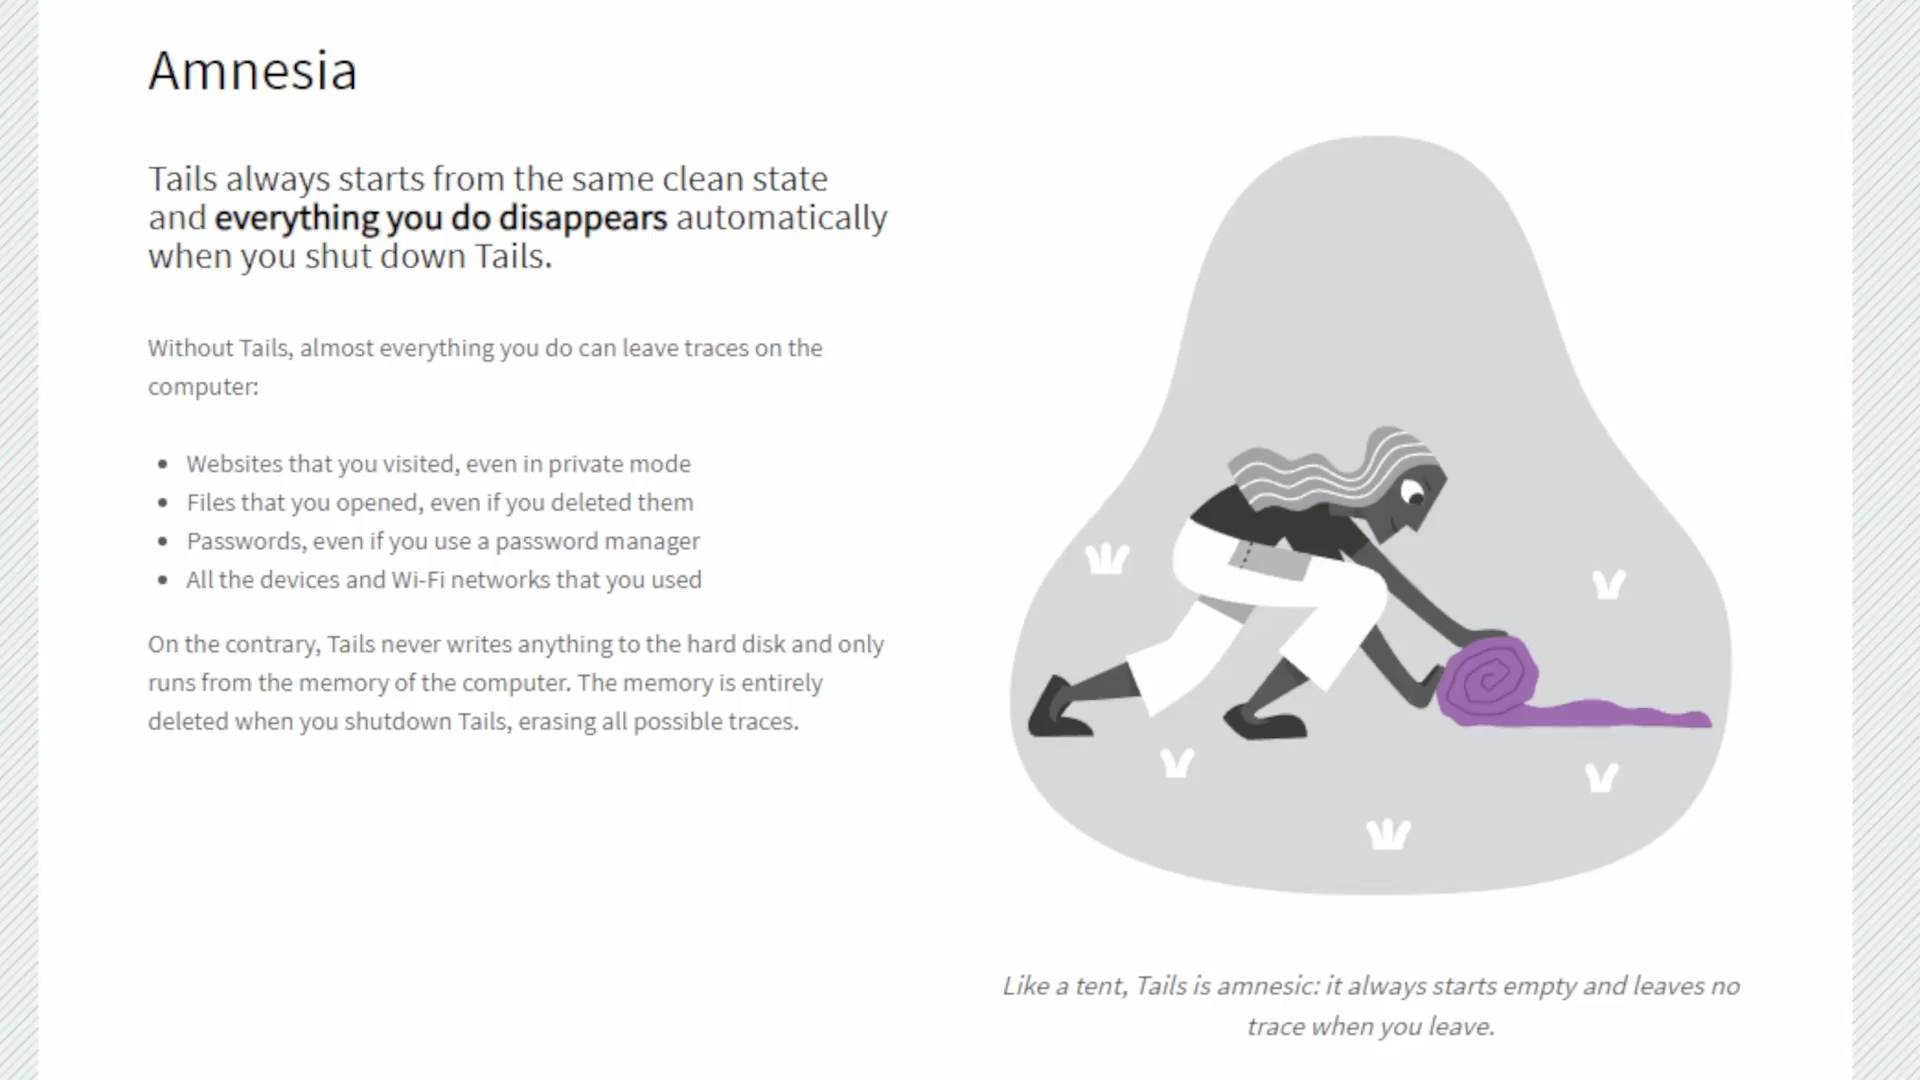 Amnesia
Tails always starts from the same clean state
and everything you do disappears automatically
when you shut down Tails.
Without Tails, almost everything you do can leave traces on the
computer:
• Websites that you visited, even in private mode
• Files that you opened, even if you deleted them
• Passwords, even if you use a password manager
• All the devices and Wi-Fi networks that you used
On the contrary, Tails never writes anything to the hard disk and only
runs from the memory of the computer. The memory is entirely
deleted when you shutdown Tails, erasing all possible traces.
Like a tent, Tails is amnesic: it always starts empty and leaves no
trace when you leave.